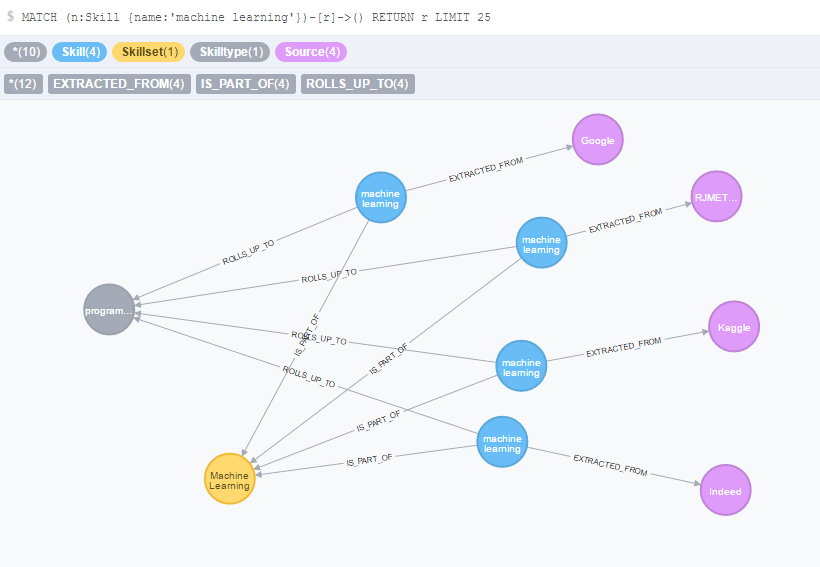 $ MATCH (n:Skill {name:'machine learning'})-[r]->() RETURN r LIMIT 25
*(10) Skill(4) Skillset(1) Skilltype(1) Source(4)
*(12) EXTRACTED_FROM(4) IS_PART_OF(4) ROLLS_UP_TO(4)
Google
EXTRACTED_FROM
machine
learning
RJMET...
EXTRACTED_FROM
machine
learning
ROLLS_UP_TO
ROLLS_UP_TO
program...
IS_PART_OF
Kaggle
ROLLS_UP_TO
EXTRACTED_FROM
IS_PART_OF
machine
learning
ROLLS_UP_TO
IS_PART_OF
machine
learning
IS_PART_OF
EXTRACTED_FROM
Machine
Learning
Indeed